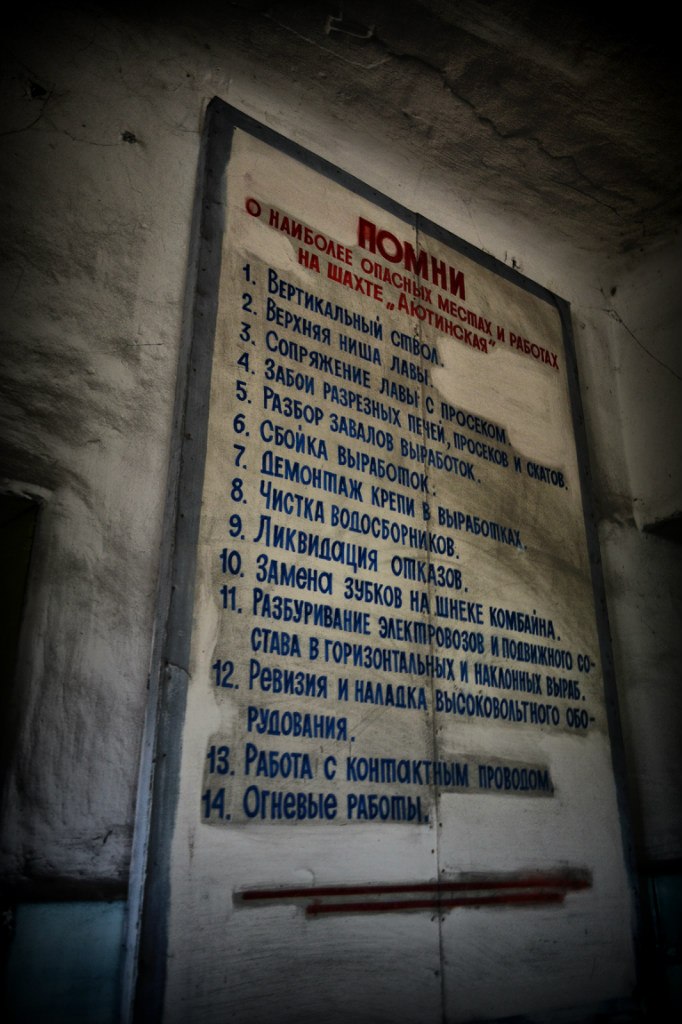 ПОМНИ
О НАИБОЛЕЕ ОПАСНЫХ МЕСТАХ И РАБОТАХ
НА ШАХТЕ „АЮТИНСКАЯ"
1. ВЕРТИКАЛЬНЫЙ СТВОЛ.
2. ВЕРХНЯЯ НИША ЛАВЫ.
3. СОПРЯЖЕНИЕ ЛАВЫ С ПРОСЕКОМ.
4. ЗАБОИ РАЗРЕЗНЫХ ПЕЧЕЙ, ПРОСЕКОВ И СКАТОВ.
5. РАЗБОР ЗАВАЛОВ ВЫРАБОТОК.
6. СБОЙКА ВЫРАБОТОК.
7. ДЕМОНТАЖ КРЕПИ В ВЫРАБОТКАХ.
8. ЧИСТКА ВОДОСБОРНИКОВ.
9. ЛИКВИДАЦИЯ ОТКАЗОВ.
10. ЗАМЕНА ЗУБКОВ НА ШНЕКЕ КОМБАЙНА.
11. РАЗБУРИВАНИЕ ЭЛЕКТРОВОЗОВ И ПОДВИЖНОГО СО-
СТАВА В ГОРИЗОНТАЛЬНЫХ И НАКЛОННЫХ ВЫРАБ.
12. РЕВИЗИЯ И НАЛАДКА ВЫСОКОВОЛЬТНОГО ОБО-
РУДОВАНИЯ.
13. РАБОТА С КОНТАКТНЫМ ПРОВОДОМ.
14. ОГНЕВЫЕ РАБОТЫ.